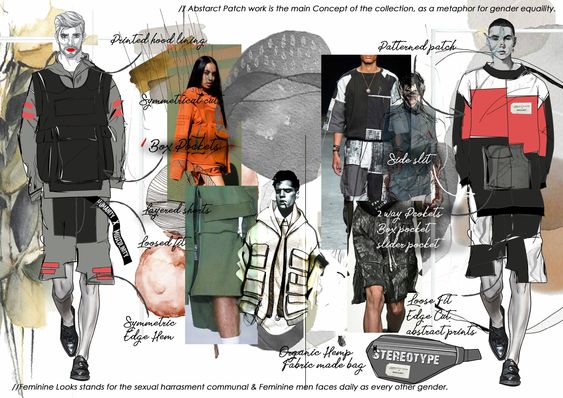 // Abstarct Patch work is the main Concept of the collection, as a metaphor for gender equaility.
Printed hood lining
Patterned patch
Symmetrical cut
Box Pockets
Side slit
Layered shorts
2 way Pockets
Box pocket
slider pocket
Loosed fit
Symmetric
Edge Hem
Loose Fit
Edge Cut
abstract prints
Organic Hemp
Fabric made bag
STEREOTYPE
//Feminine Looks stands for the sexual harrasment communal & Feminine men faces daily as every other gender.